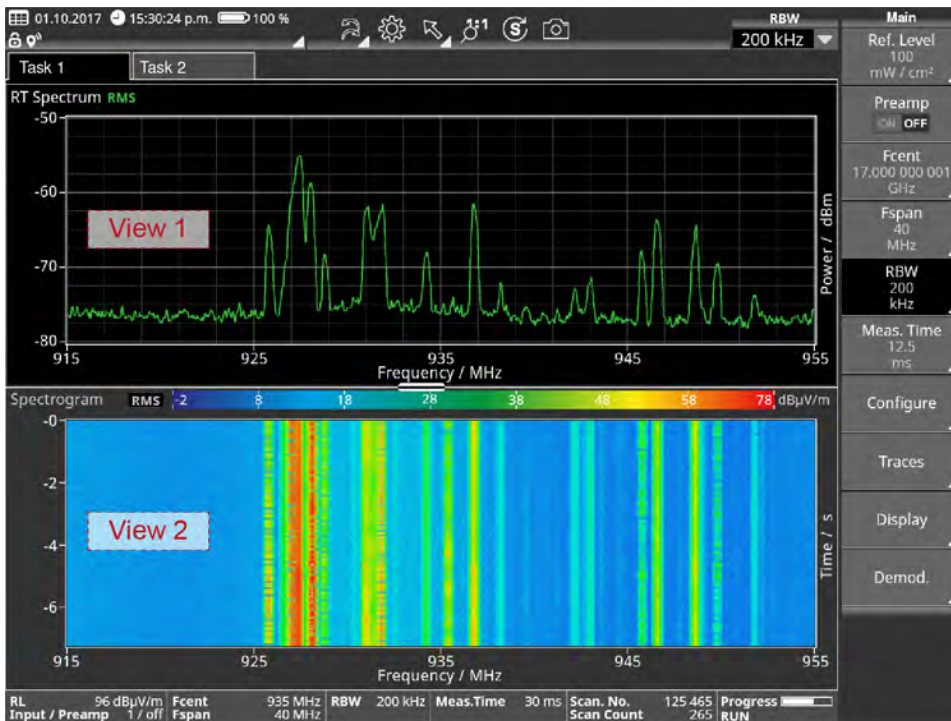 01.10.2017 15:30:24 p.m. 100 %
1:1
S
RBW
200 kHz
Main
Ref. Level
100
mW / cm²
Preamp
ON OFF
Fcent
17.000 000 001
GHz
Fspan
40
MHz
RBW
200
kHz
Meas. Time
12.5
ms
Configure
Traces
Display
Demod.
Task 1 Task 2
RT Spectrum RMS
-50
-60
-70
-80
View 1
Power / dBm
915 925 935 945 955
Frequency / MHz
Spectrogram RMS -2 8 18 28 38 48 58 78 dBµV/m
-0
-2
-4
-6
View 2
Time / s
915 925 935 945 955
Frequency / MHz
RL 96 dBµV/m Fcent 935 MHz RBW 200 kHz Meas.Time 30 ms Scan. No. 125 465 Progress
Input / Preamp 1 / off Fspan 40 MHz Scan Count 265 RUN